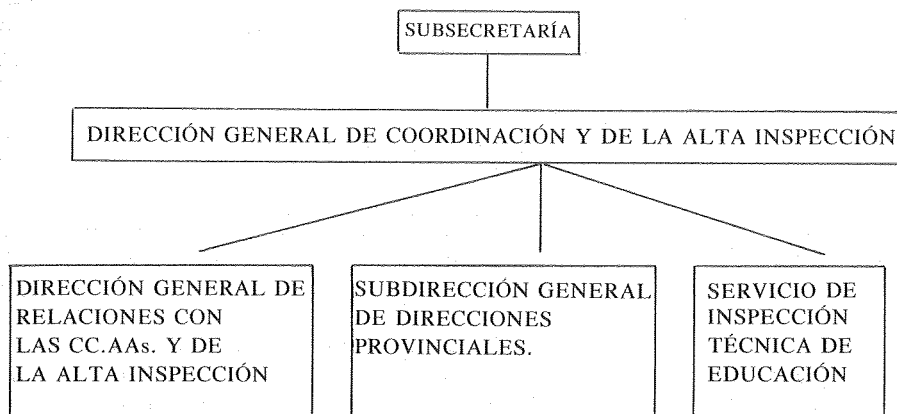 SUBSECRETARÍA
DIRECCIÓN GENERAL DE COORDINACIÓN Y DE LA ALTA INSPECCIÓN
DIRECCIÓN GENERAL DE
RELACIONES CON
LAS CC.AAs. Y DE
LA ALTA INSPECCIÓN
SUBDIRECCIÓN GENERAL
DE DIRECCIONES
PROVINCIALES.
SERVICIO DE
INSPECCIÓN
TÉCNICA DE
EDUCACIÓN